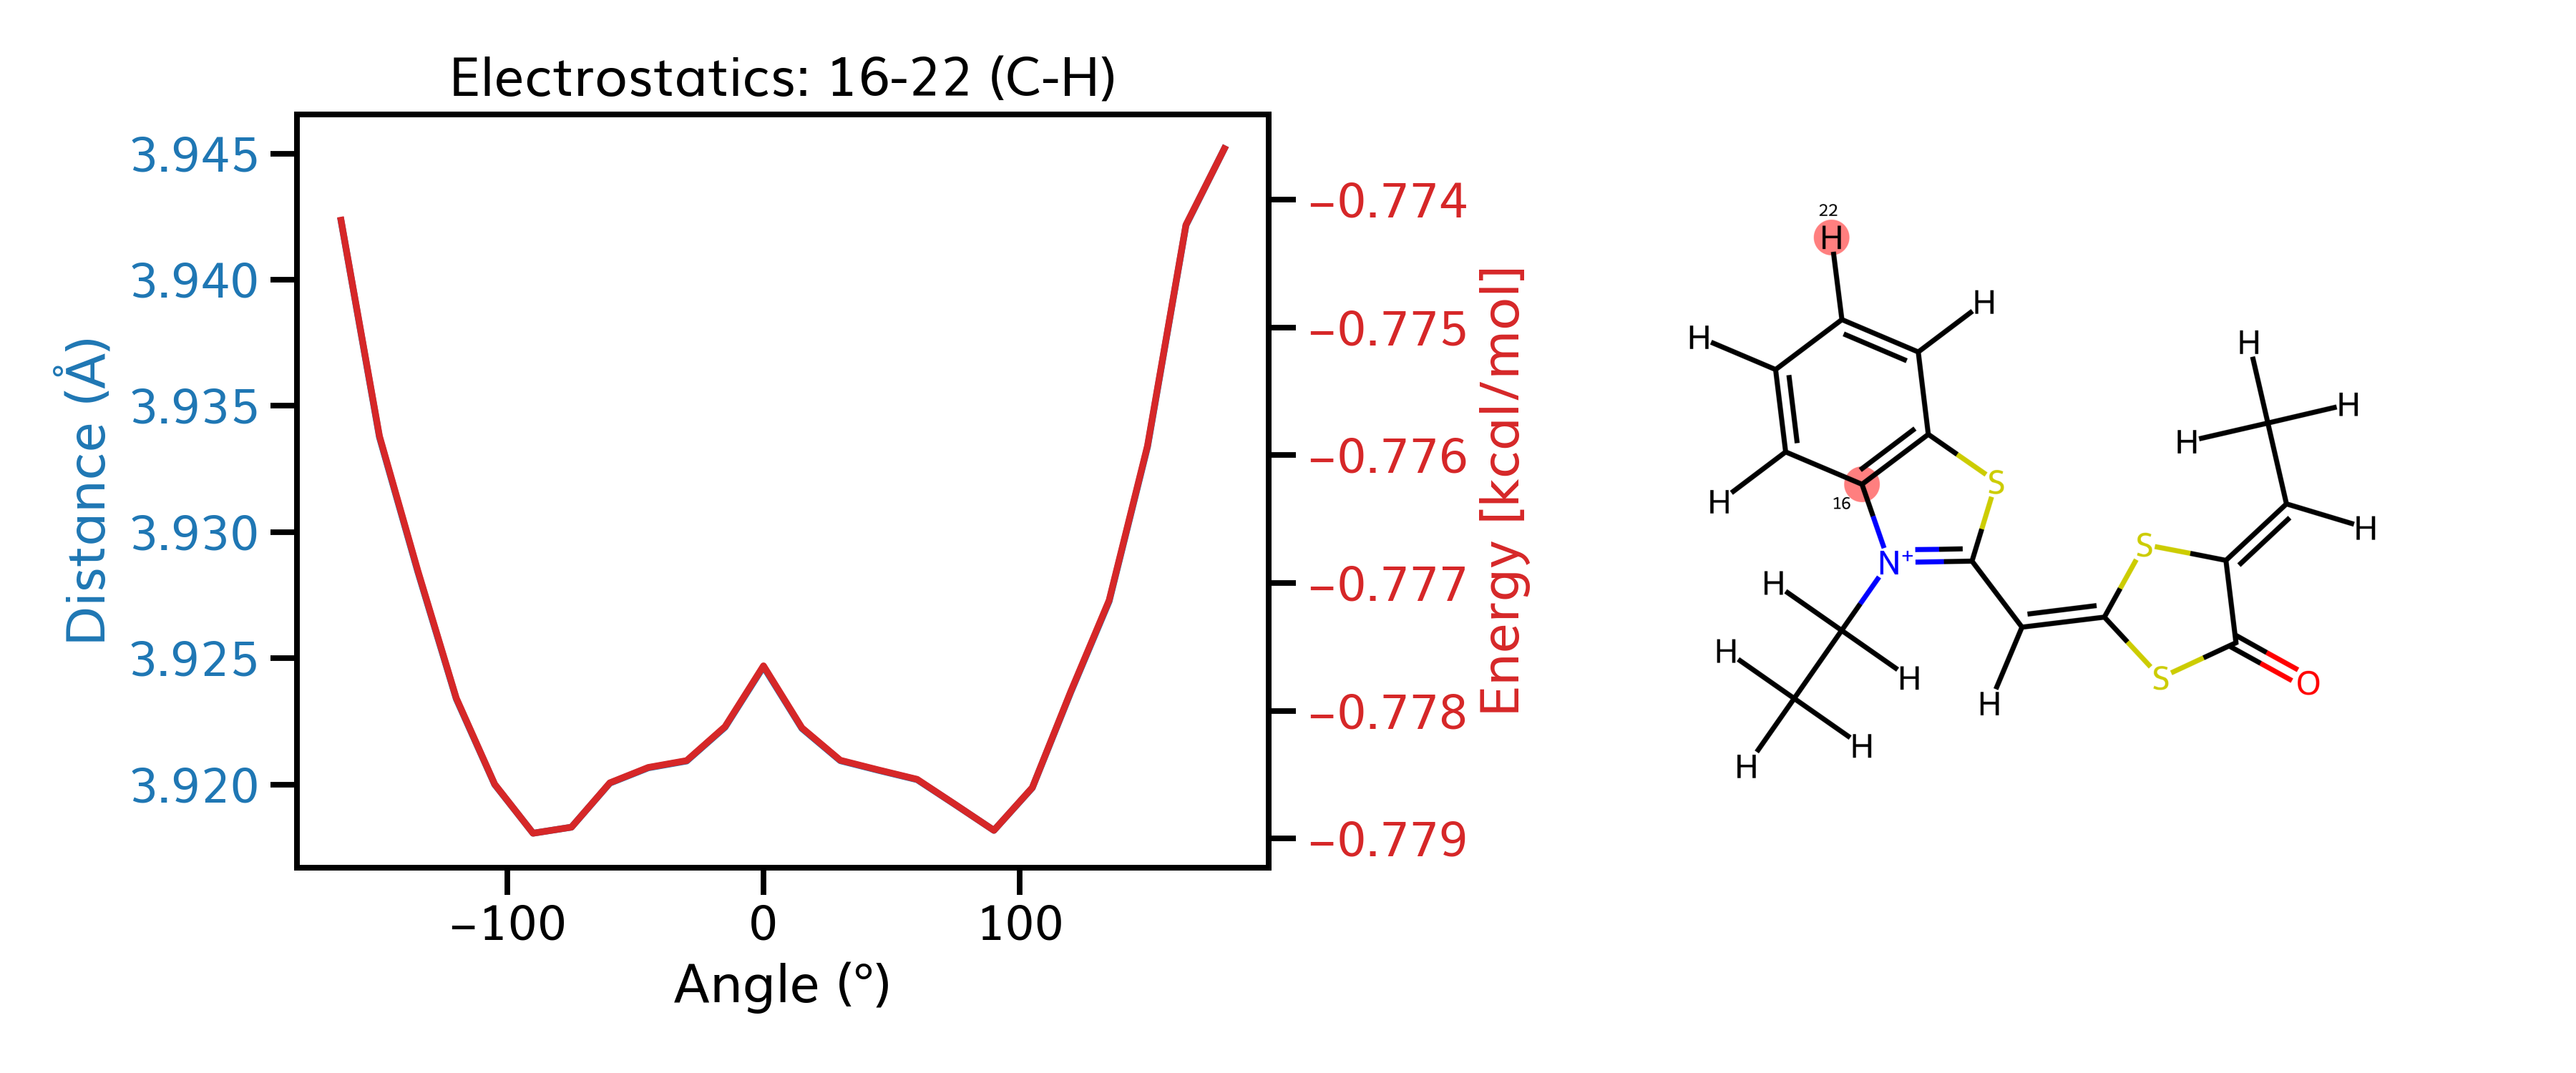 Electrostatics: 16-22 (C-H)
3.945
3.940
3.935
3.930
3.925
3.920
Distance (Å)
−0.774
−0.775
−0.776
−0.777
−0.778
−0.779
Energy [kcal/mol]
−100
0
100
Angle (°)
22
H
H
H
H
H
H
H
S
H
16
H
N+
S
H
H
H
S
O
H
H
H